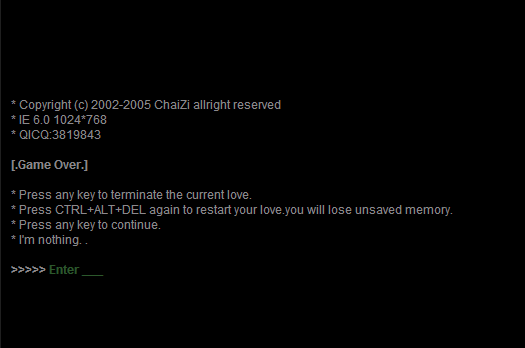 * Copyright (c) 2002-2005 ChaiZi allright reserved
* IE 6.0 1024*768
* QICQ:3819843
[.Game Over.]
* Press any key to terminate the current love.
* Press CTRL+ALT+DEL again to restart your love.you will lose unsaved memory.
* Press any key to continue.
* I'm nothing. .
>>>>> Enter ___